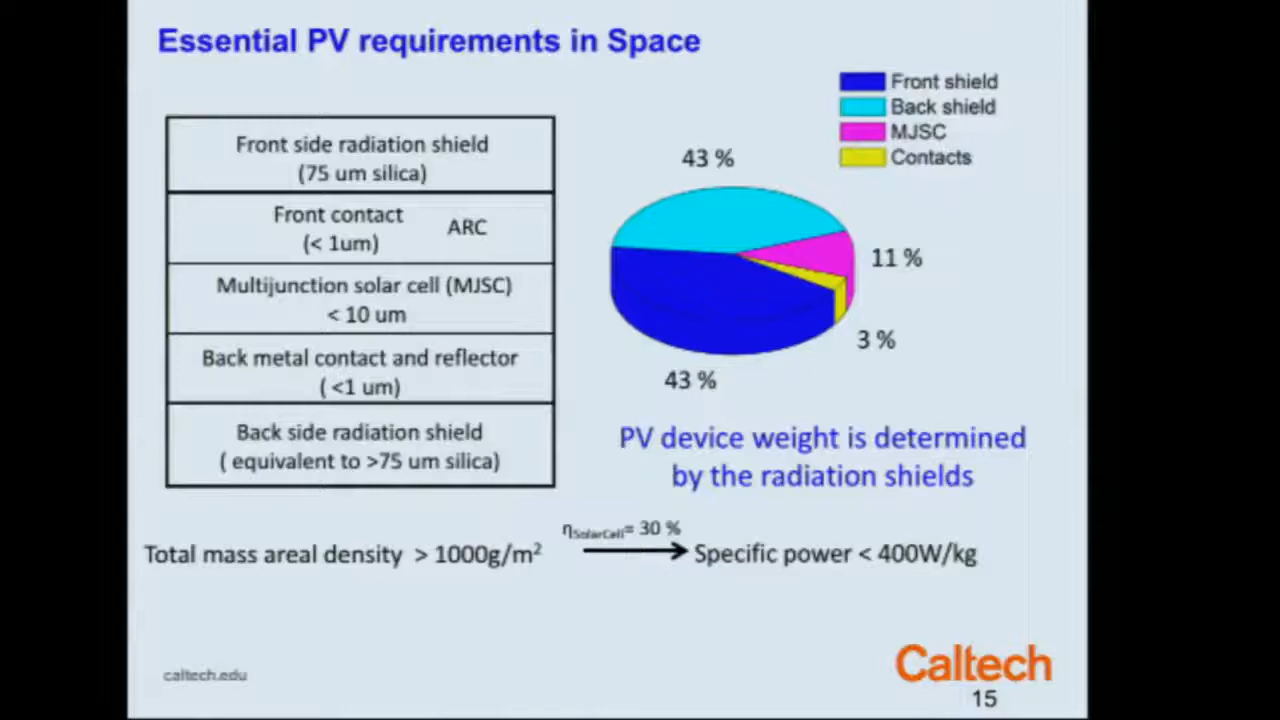 Essential PV requirements in Space
Front side radiation shield
(75 um silica)
Front contact
(< 1um)
ARC
Multijunction solar cell (MJSC)
< 10 um
Back metal contact and reflector
( <1 um)
Back side radiation shield
( equivalent to >75 um silica)
Front shield
Back shield
MJSC
Contacts
43 %
11 %
3 %
43 %
PV device weight is determined
by the radiation shields
Total mass areal density > 1000g/m²
ηSolarCell= 30 %
Specific power < 400W/kg
caltech.edu
Caltech
15